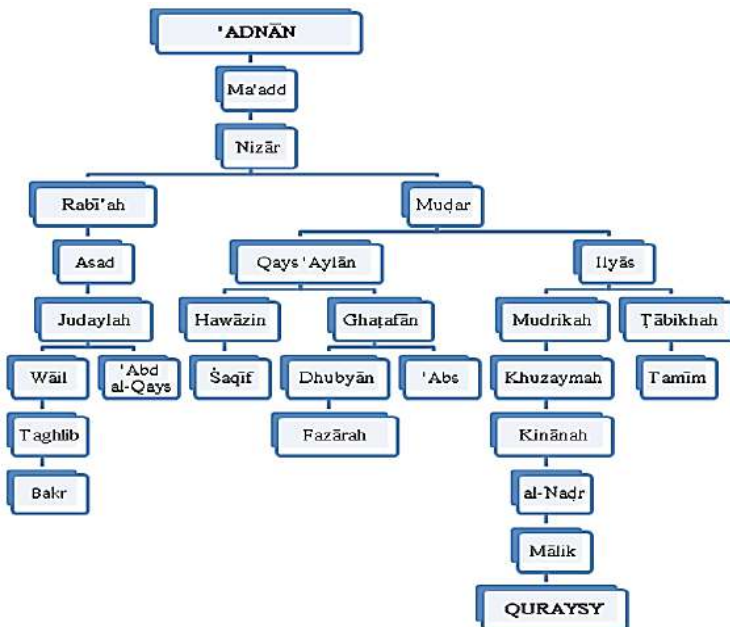 'ADNĀN
Ma'add
Nizār
Rabī'ah
Muḍar
Asad
Qays 'Aylān
Ilyās
Judaylah
Hawāzin
Ghaṭafān
Mudrikah
Ṭābikhah
Wāil
'Abd
al-Qays
Ṡaqīf
Dhubyān
'Abs
Khuzaymah
Tamīm
Taghlib
Fazārah
Kinānah
Bakr
al-Naḍr
Mālik
QURAYSY